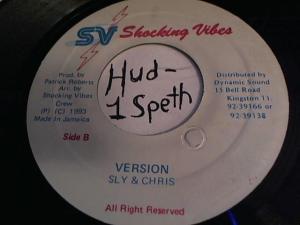 SV Shocking Vibes
Prod. by
Patrick Roberts
Arr. by
Shocking Vibes
Crew
(P) (C) 1993
Made In Jamaica
Side B
Hud-
1 Speth
Distributed by
Dynamic Sound
15 Bell Road
Kingston 11,
92-39166 or
92-39138
VERSION
SLY & CHRIS
All Right Reserved